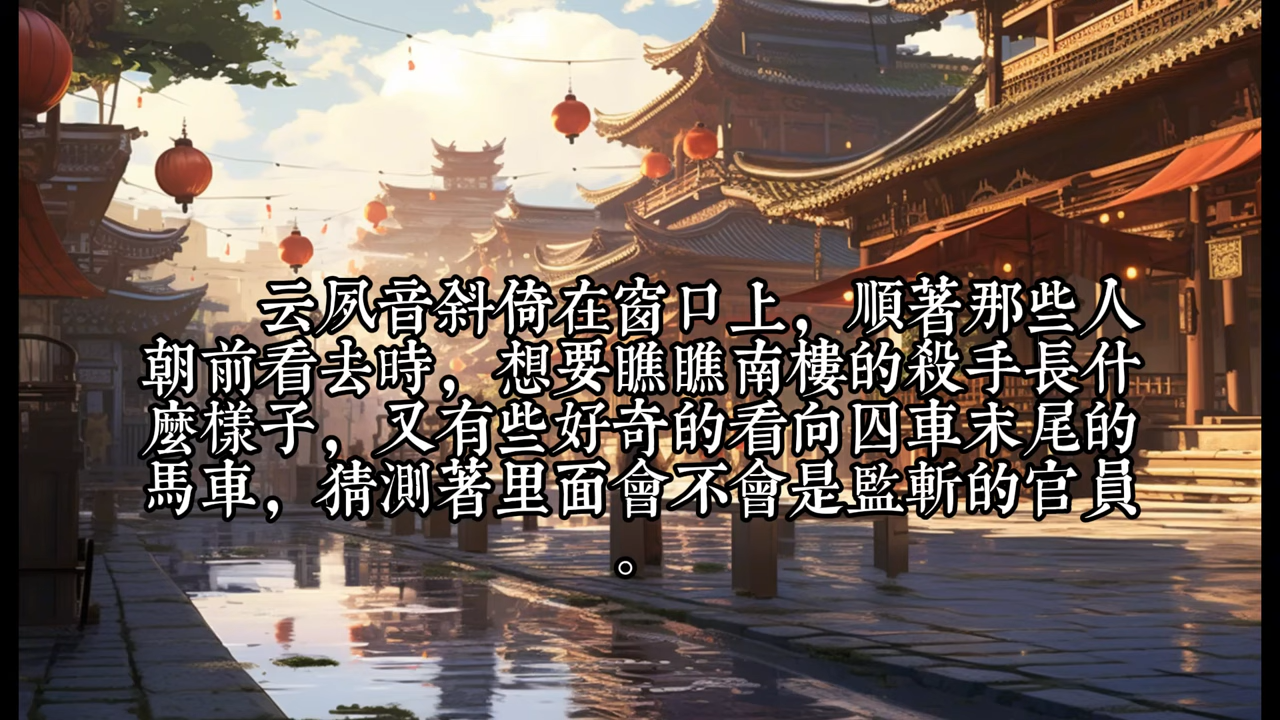 云夙音斜倚在窗口上，順著那些人
朝前看去時，想要瞧瞧南樓的殺手長什
麼樣子，又有些好奇的看向囚車末尾的
馬車，猜測著里面會不會是監斬的官員
。